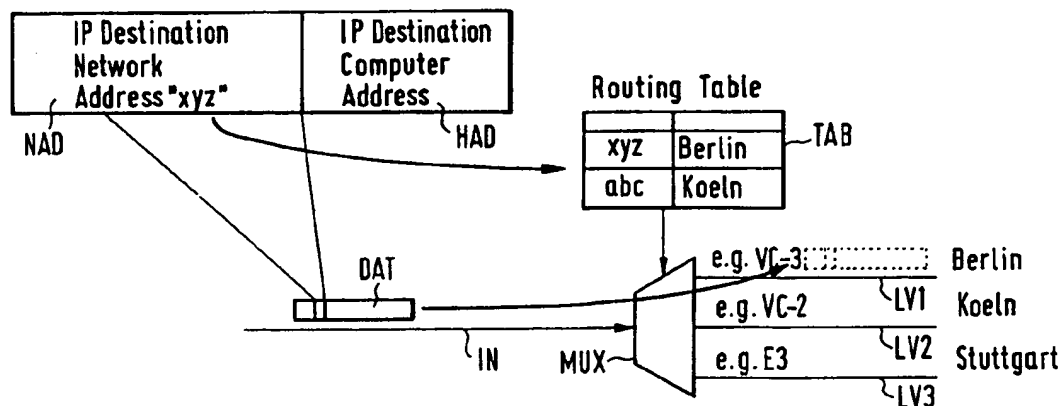 IP Destination
Network
Address "xyz"
IP Destination
Computer
Address
NAD
HAD
Routing Table
xyz Berlin
abc Koeln
TAB
DAT
IN
MUX
e.g. VC-3
Berlin
LV1
e.g. VC-2
Koeln
LV2
e.g. E3
Stuttgart
LV3